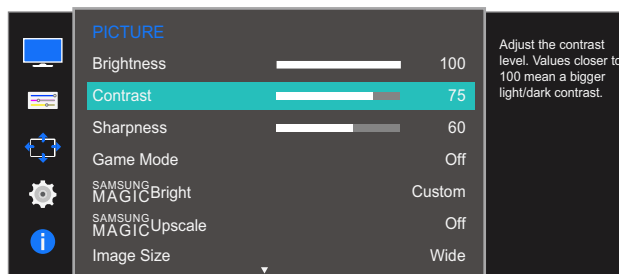 PICTURE
Brightness 100
Contrast 75
Sharpness 60
Game Mode Off
SAMSUNG
MAGICBright Custom
SAMSUNG
MAGICUpscale Off
Image Size Wide
Adjust the contrast
level. Values closer to
100 mean a bigger
light/dark contrast.
i